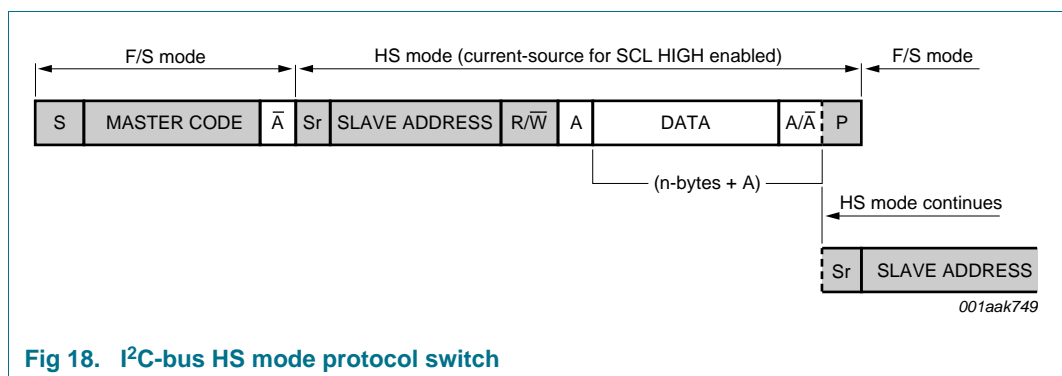 F/S mode HS mode (current-source for SCL HIGH enabled) F/S mode
S MASTER CODE A̅ Sr SLAVE ADDRESS R/W̅ A DATA A/A̅ P
(n-bytes + A)
HS mode continues
Sr SLAVE ADDRESS
001aak749
Fig 18. I²C-bus HS mode protocol switch